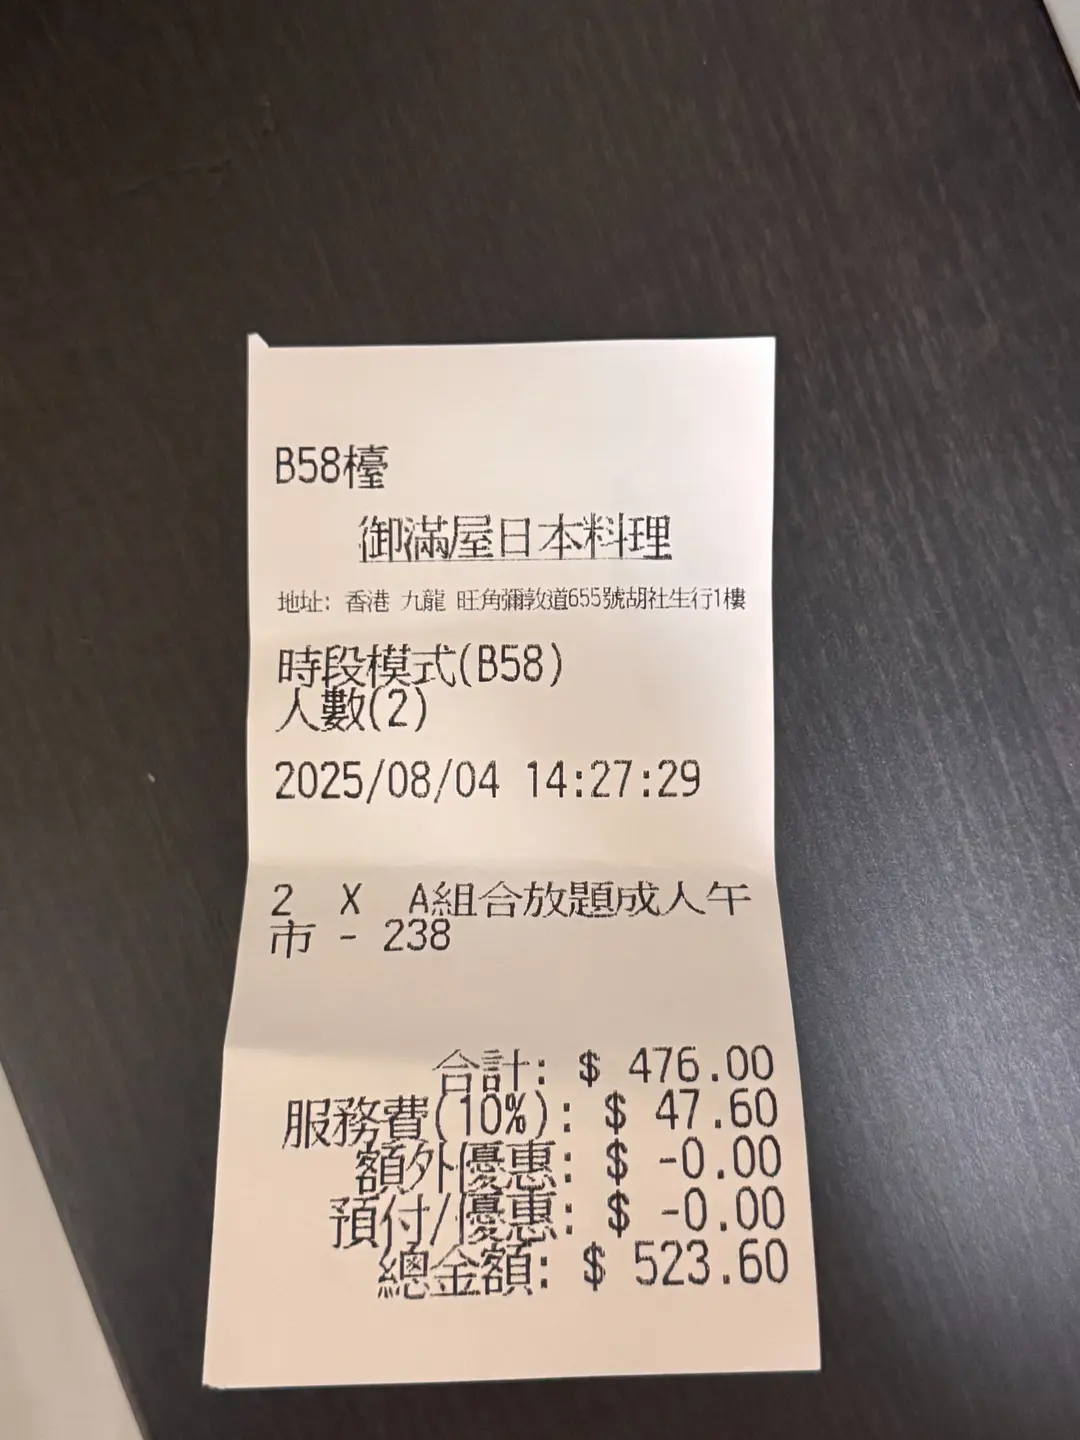 B58檯
御滿屋日本料理
地址: 香港 九龍 旺角彌敦道655號胡社生行1樓
時段模式(B58)
人數(2)
2025/08/04 14:27:29
2 X A組合放題成人午
市 - 238
合計: $ 476.00
服務費(10%): $ 47.60
額外優惠: $ -0.00
預付/優惠: $ -0.00
總金額: $ 523.60